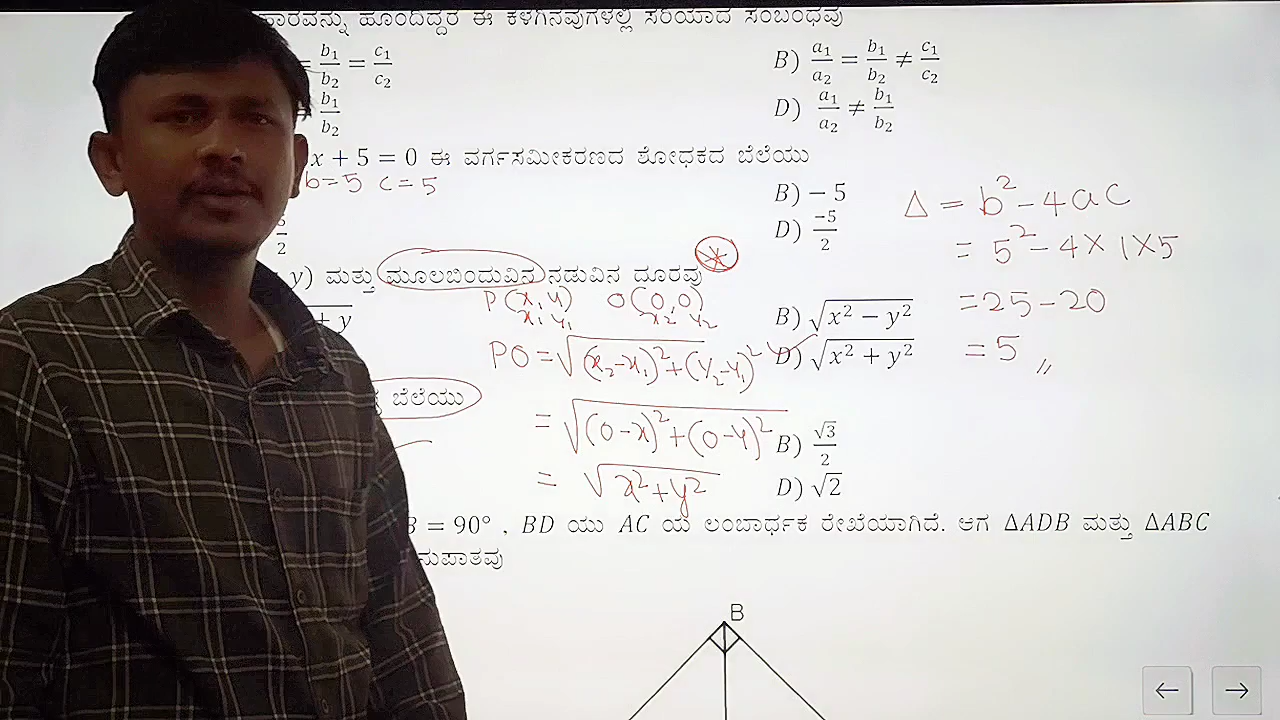 ಹೊಂದಿದ್ದರೆ ಈ ಕೆಳಗಿನವುಗಳಲ್ಲಿ ಸರಿಯಾದ ಸಂಬಂಧವು
= b₁/b₂ = c₁/c₂ B) a₁/a₂ = b₁/b₂ ≠ c₁/c₂
b₁/b₂ D) a₁/a₂ ≠ b₁/b₂
x + 5 = 0 ಈ ವರ್ಗಸಮೀಕರಣದ ಶೋಧಕದ ಬೆಲೆಯು
b=5 c=5
B) − 5 Δ = b² − 4ac
D) −5/2
= 5² − 4 × 1 × 5
y) ಮತ್ತು ಮೂಲಬಿಂದುವಿನ ನಡುವಿನ ದೂರವು
P(x,y) O(0,0) = 25 − 20
x₁ y₁ x₂ y₂
+ y B) √(x² − y²)
PO = √((x₂−x₁)² + (y₂−y₁)²) D) √(x² + y²) = 5
ಬೆಲೆಯು
= √((0−x)² + (0−y)²) B) √3/2
= √(x²+y²) D) √2
B = 90° , BD ಯು AC ಯ ಲಂಬಾರ್ಧಕ ರೇಖೆಯಾಗಿದೆ. ಆಗ ΔADB ಮತ್ತು ΔABC
B